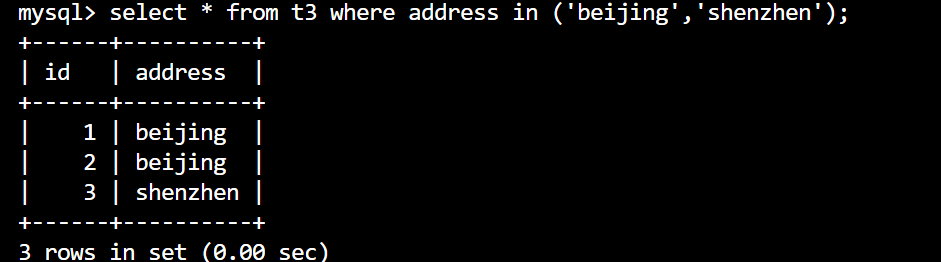 mysql> select * from t3 where address in ('beijing','shenzhen');
+------+----------+
| id   | address  |
+------+----------+
|    1 | beijing  |
|    2 | beijing  |
|    3 | shenzhen |
+------+----------+
3 rows in set (0.00 sec)